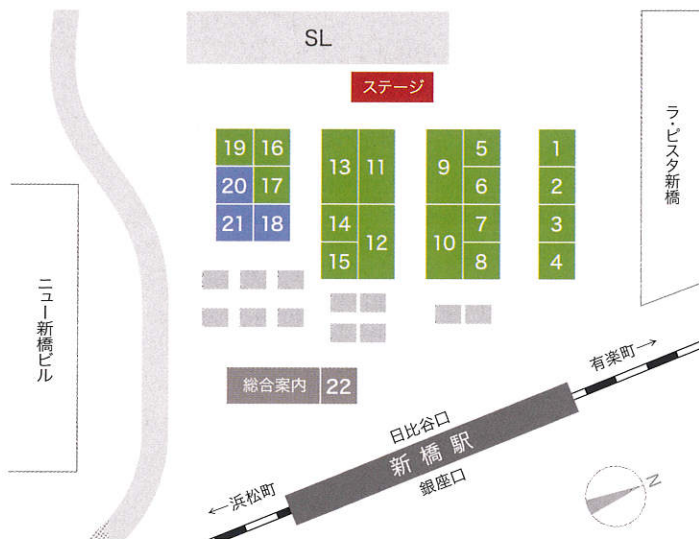 SL
ステージ
ラ・ピスタ新橋
19 16 13 11 9 5 1
20 17 6 2
21 18 14 12 10 7 3
15 8 4
ニュー新橋ビル
総合案内 22
有楽町→
日比谷口
新橋駅
銀座口
←浜松町
N